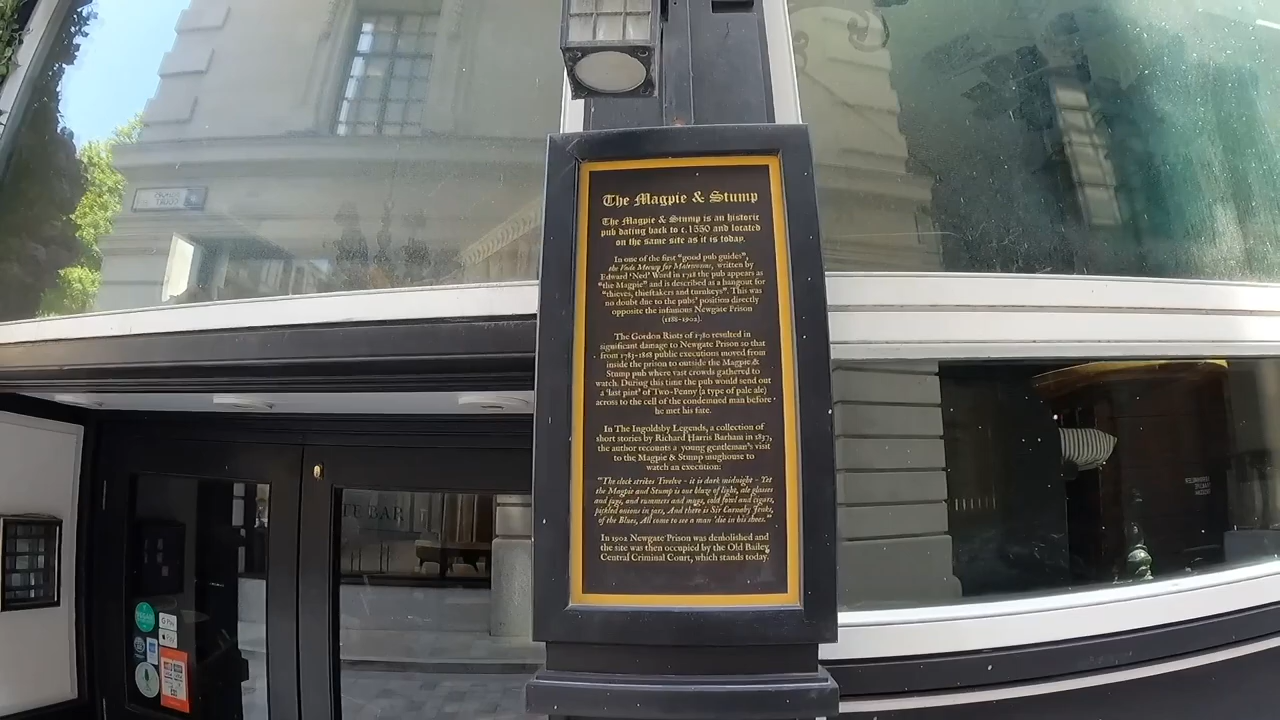 The Magpie & Stump
The Magpie & Stump is an historic
pub dating back to c.1550 and located
on the same site as it is today.
In one of the first "good pub guides",
the Vade Mecum for Maltworms, written by
Edward 'Ned' Ward in 1718 the pub appears as
"the Magpie" and is described as a hangout for
"thieves, thieftakers and turnkeys". This was
no doubt due to the pubs' position directly
opposite the infamous Newgate Prison
(1188-1902).
The Gordon Riots of 1780 resulted in
significant damage to Newgate Prison so that
from 1783-1868 public executions moved from
inside the prison to outside the Magpie &
Stump pub where vast crowds gathered to
watch. During this time the pub would send out
a 'last pint' of Two-Penny (a type of pale ale)
across to the cell of the condemned man before
he met his fate.
In The Ingoldsby Legends, a collection of
short stories by Richard Harris Barham in 1837,
the author recounts a young gentleman's visit
to the Magpie & Stump mughouse to
watch an execution:
"The clock strikes Twelve - it is dark midnight - Yet
the Magpie and Stump is one blaze of light, ale glasses
and jugs, and rummers and mugs, cold fowl and cigars,
pickled onions in jars, And there is Sir Carnaby Jenks,
of the Blues, All come to see a man 'die in his shoes."
In 1902 Newgate Prison was demolished and
the site was then occupied by the Old Bailey,
Central Criminal Court, which stands today.
TE BAR
G Pay
Pay